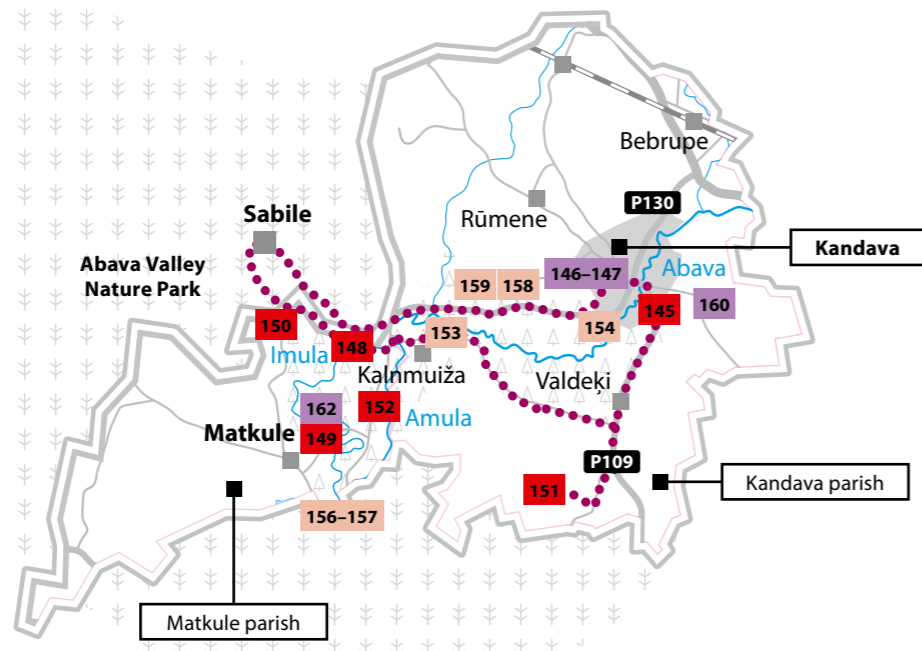 Bebrupe
P130
Rūmene
Sabile
Kandava
Abava Valley
Nature Park
146–147
Abava
159
158
160
145
150
154
153
Imula
148
Kalnmuiža
Valdeķi
162
152
Amula
149
Matkule
P109
151
Kandava parish
156–157
Matkule parish